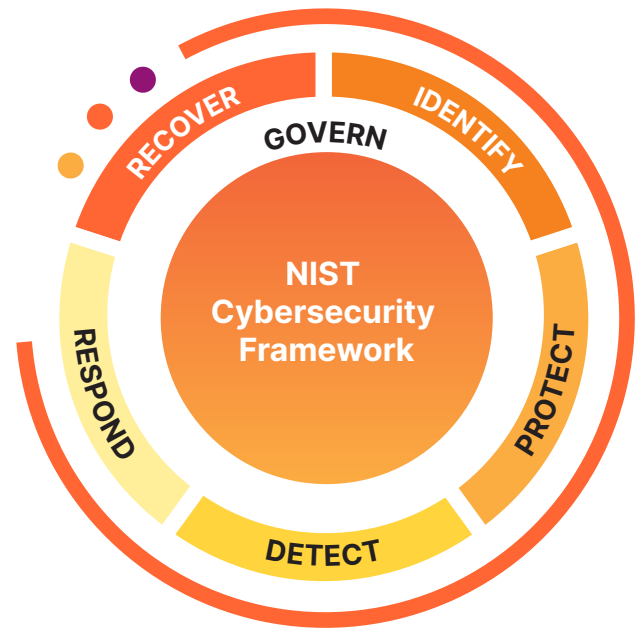 RECOVER
IDENTIFY
GOVERN
NIST
Cybersecurity
Framework
RESPOND
PROTECT
DETECT